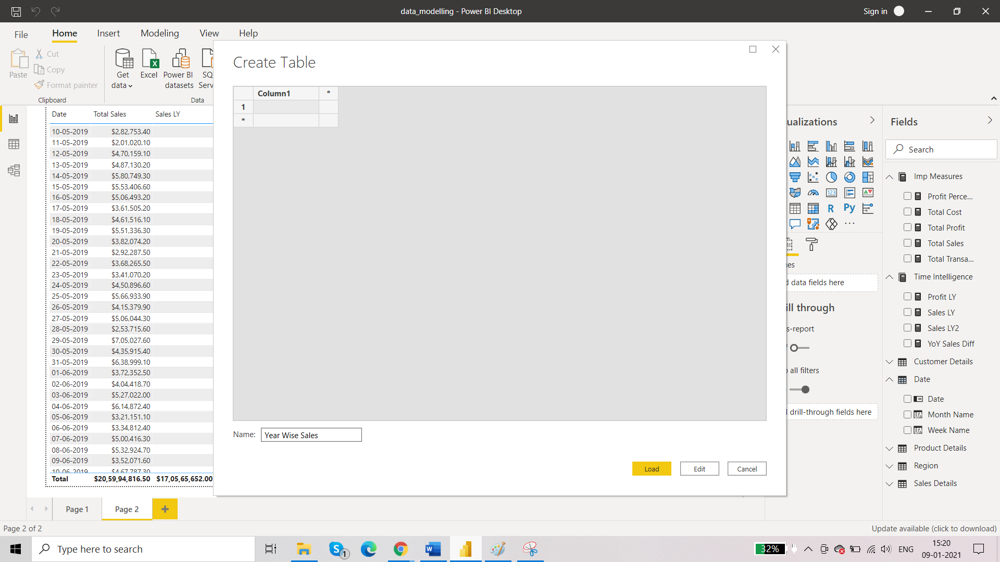 data_modelling - Power BI Desktop
Sign in
File Home Insert Modeling View Help
Cut
Copy
Format painter
Paste
Clipboard
Get data
Excel
Power BI datasets
SQ
Serv
Data
Create Table
Column1 *
1
*
Name: Year Wise Sales
Load Edit Cancel
Date Total Sales Sales LY
10-05-2019 $2,82,753.40
11-05-2019 $2,01,020.10
12-05-2019 $4,70,159.10
13-05-2019 $4,87,130.20
14-05-2019 $5,80,749.30
15-05-2019 $5,53,406.60
16-05-2019 $5,06,493.20
17-05-2019 $3,61,505.20
18-05-2019 $4,61,516.10
19-05-2019 $5,51,336.30
20-05-2019 $3,82,074.20
21-05-2019 $2,92,287.50
22-05-2019 $3,68,265.50
23-05-2019 $3,41,070.20
24-05-2019 $4,50,896.60
25-05-2019 $5,66,933.90
26-05-2019 $4,15,379.90
27-05-2019 $5,06,044.30
28-05-2019 $2,53,715.60
29-05-2019 $7,05,027.60
30-05-2019 $4,35,915.40
31-05-2019 $6,38,999.10
01-06-2019 $3,72,352.50
02-06-2019 $4,04,418.70
03-06-2019 $5,27,022.00
04-06-2019 $6,14,872.40
05-06-2019 $3,21,151.10
06-06-2019 $3,34,812.40
07-06-2019 $5,00,416.30
08-06-2019 $5,32,924.70
09-06-2019 $3,52,071.60
10-06-2019 $4,67,787.30
Total $20,59,94,816.50 $17,05,65,652.00
ualizations
123
R Py
es
d data fields here
ill through
s-report
all filters
drill-through fields here
Fields
Search
Imp Measures
Profit Perce...
Total Cost
Total Profit
Total Sales
Total Transa...
Time Intelligence
Profit LY
Sales LY
Sales LY2
YoY Sales Diff
Customer Details
Date
Date
Month Name
Week Name
Product Details
Region
Sales Details
Page 1 Page 2 +
Page 2 of 2
Update available (click to download)
Type here to search
1
32%
ENG
15:20
09-01-2021